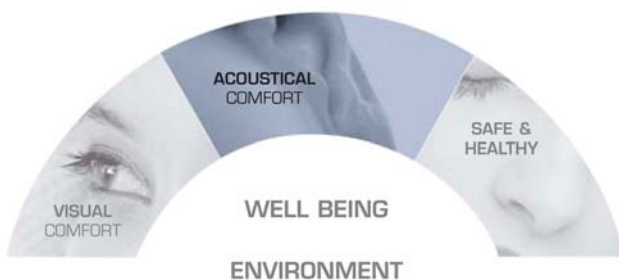 ACOUSTICAL
COMFORT
SAFE &
HEALTHY
VISUAL
COMFORT
WELL BEING
ENVIRONMENT